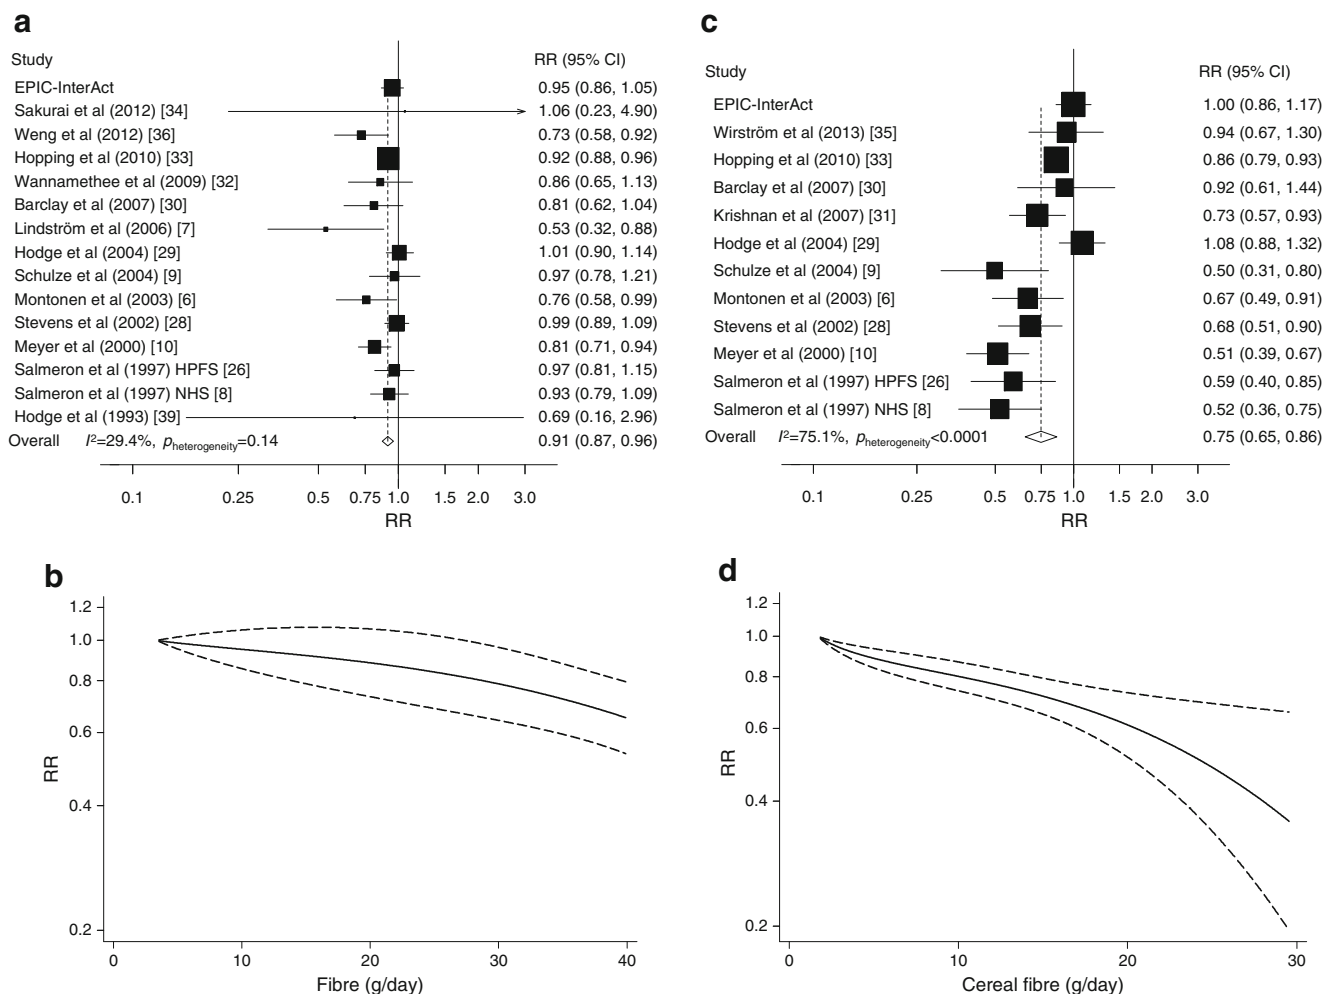 a
Study RR (95% CI)
EPIC-InterAct 0.95 (0.86, 1.05)
Sakurai et al (2012) [34] 1.06 (0.23, 4.90)
Weng et al (2012) [36] 0.73 (0.58, 0.92)
Hopping et al (2010) [33] 0.92 (0.88, 0.96)
Wannamethee et al (2009) [32] 0.86 (0.65, 1.13)
Barclay et al (2007) [30] 0.81 (0.62, 1.04)
Lindström et al (2006) [7] 0.53 (0.32, 0.88)
Hodge et al (2004) [29] 1.01 (0.90, 1.14)
Schulze et al (2004) [9] 0.97 (0.78, 1.21)
Montonen et al (2003) [6] 0.76 (0.58, 0.99)
Stevens et al (2002) [28] 0.99 (0.89, 1.09)
Meyer et al (2000) [10] 0.81 (0.71, 0.94)
Salmeron et al (1997) HPFS [26] 0.97 (0.81, 1.15)
Salmeron et al (1997) NHS [8] 0.93 (0.79, 1.09)
Hodge et al (1993) [39] 0.69 (0.16, 2.96)
Overall I²=29.4%, pheterogeneity=0.14 0.91 (0.87, 0.96)
0.1 0.25 0.5 0.75 1.0 1.5 2.0 3.0
RR
c
Study RR (95% CI)
EPIC-InterAct 1.00 (0.86, 1.17)
Wirström et al (2013) [35] 0.94 (0.67, 1.30)
Hopping et al (2010) [33] 0.86 (0.79, 0.93)
Barclay et al (2007) [30] 0.92 (0.61, 1.44)
Krishnan et al (2007) [31] 0.73 (0.57, 0.93)
Hodge et al (2004) [29] 1.08 (0.88, 1.32)
Schulze et al (2004) [9] 0.50 (0.31, 0.80)
Montonen et al (2003) [6] 0.67 (0.49, 0.91)
Stevens et al (2002) [28] 0.68 (0.51, 0.90)
Meyer et al (2000) [10] 0.51 (0.39, 0.67)
Salmeron et al (1997) HPFS [26] 0.59 (0.40, 0.85)
Salmeron et al (1997) NHS [8] 0.52 (0.36, 0.75)
Overall I²=75.1%, pheterogeneity<0.0001 0.75 (0.65, 0.86)
0.1 0.25 0.5 0.75 1.0 1.5 2.0 3.0
RR
b
1.2
1.0
0.8
0.6
0.4
0.2
RR
0 10 20 30 40
Fibre (g/day)
d
1.2
1.0
0.8
0.6
0.4
0.2
RR
0 10 20 30
Cereal fibre (g/day)